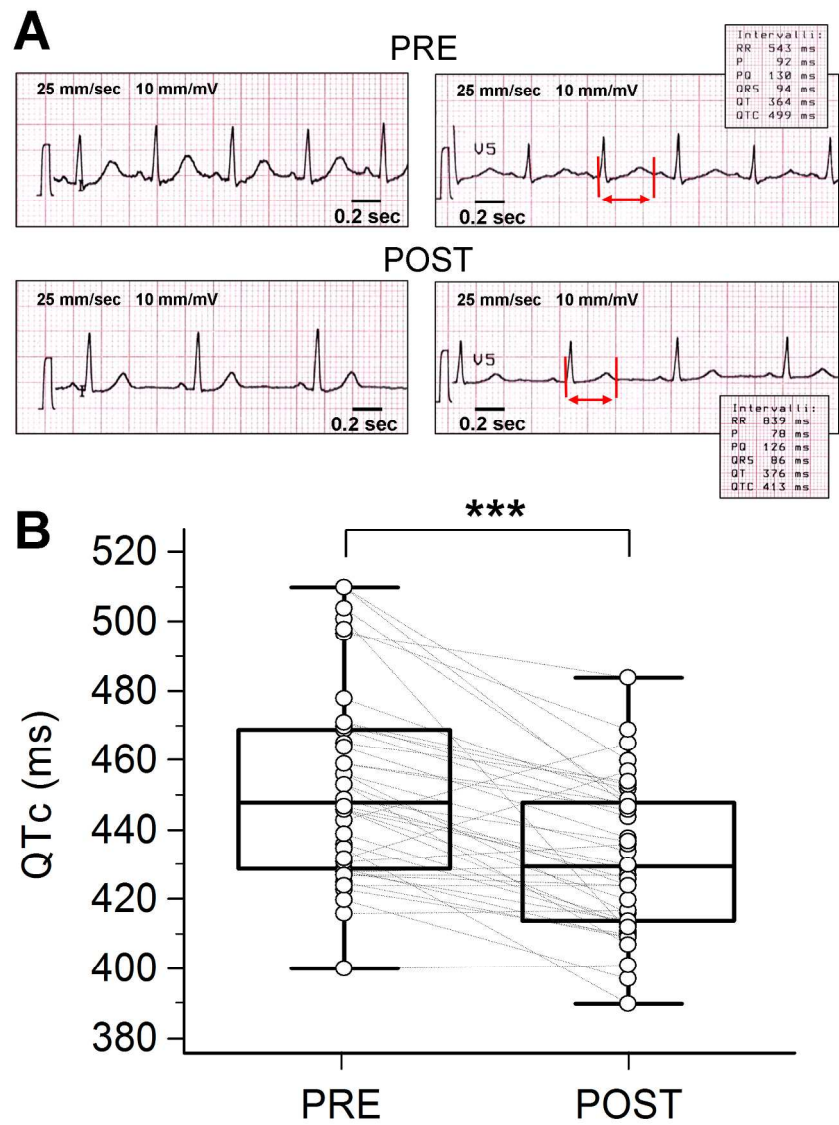 A
PRE
25 mm/sec 10 mm/mV
0.2 sec
25 mm/sec 10 mm/mV
V5
0.2 sec
Intervalli:
RR 543 ms
P 92 ms
PQ 130 ms
QRS 94 ms
QT 364 ms
QTC 499 ms
POST
25 mm/sec 10 mm/mV
0.2 sec
25 mm/sec 10 mm/mV
V5
0.2 sec
Intervalli:
RR 839 ms
P 78 ms
PQ 126 ms
QRS 86 ms
QT 376 ms
QTC 413 ms
B
***
QTc (ms)
520
500
480
460
440
420
400
380
PRE
POST